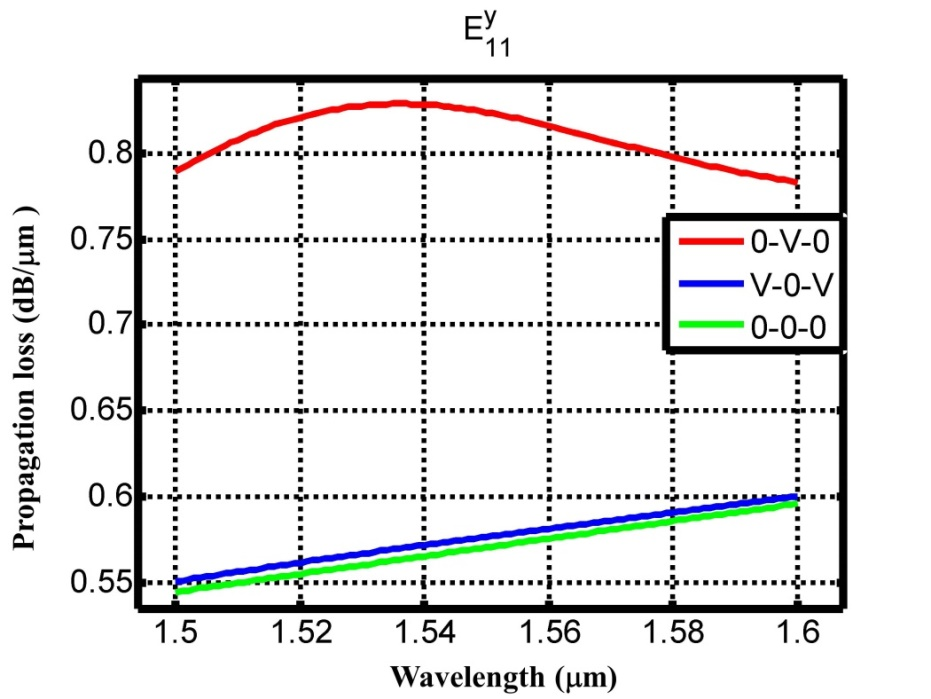 E^y_11
0.8
0.75
0.7
0.65
0.6
0.55
1.5 1.52 1.54 1.56 1.58 1.6
Propagation loss (dB/μm )
Wavelength (μm)
0-V-0
V-0-V
0-0-0